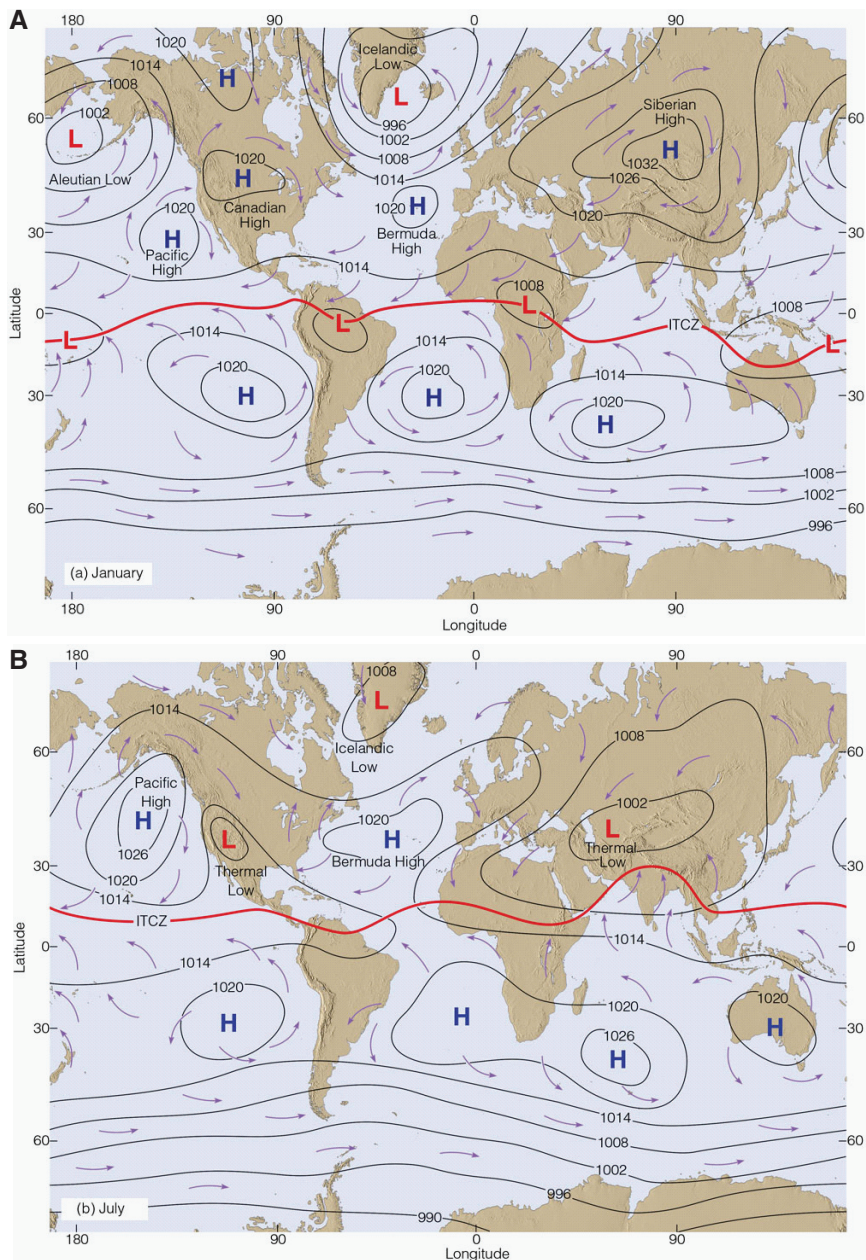 A
180
90
0
90
1020
1014
1008
1002
L
Aleutian Low
H
1020
H
Canadian
High
1020
H
Pacific
High
Icelandic
Low
L
996
1002
1008
1014
1020
H
Bermuda
High
Siberian
High
H
1032
1026
1020
1014
60
30
0
30
60
Latitude
60
30
0
30
60
L
L
1008
L
ITCZ
1008
L
1014
1020
H
1014
1020
H
1014
1020
H
1008
1002
996
(a) January
180
90
0
90
Longitude
B
180
90
0
90
1014
1008
L
Icelandic
Low
1008
Pacific
High
H
1026
1020
1014
L
Thermal
Low
1020
H
Bermuda High
1002
L
Thermal
Low
60
30
0
30
60
Latitude
60
30
0
30
60
ITCZ
1014
1014
1020
H
H
1020
1026
H
1020
H
1014
1008
1002
996
990
(b) July
180
90
0
90
Longitude